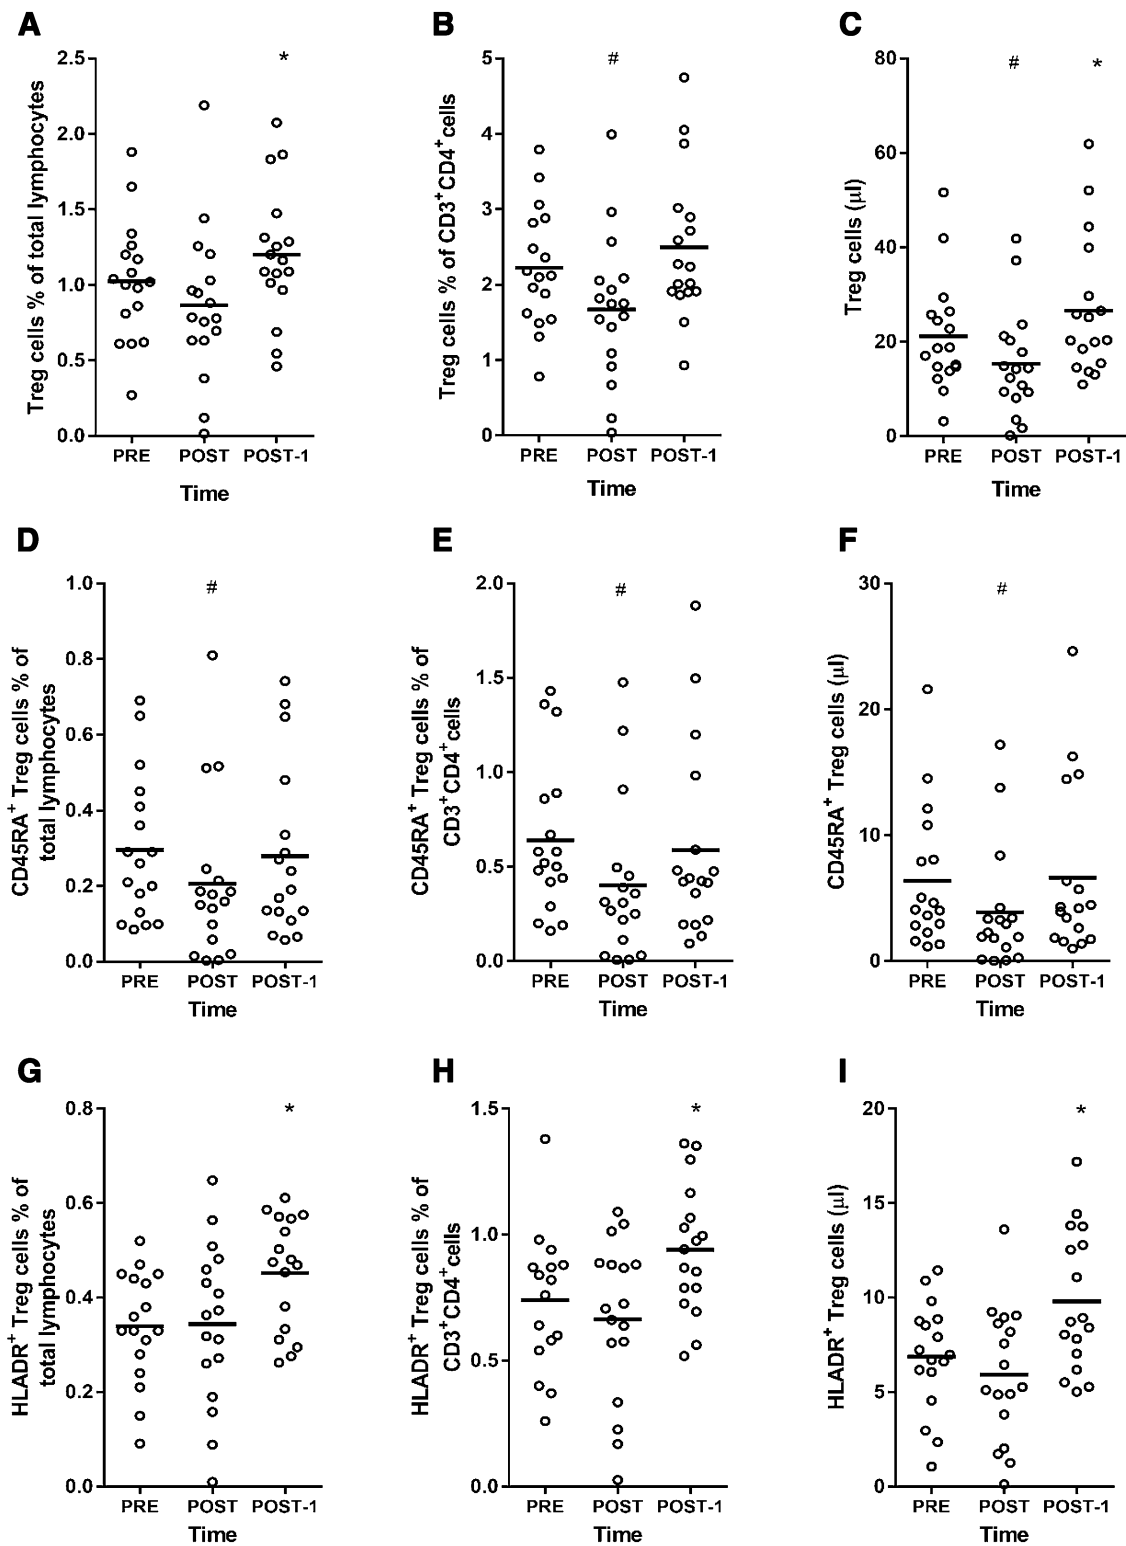 A
B
C
Treg cells % of total lymphocytes
2.5
2.0
1.5
1.0
0.5
0.0
*
PRE POST POST-1
Time
Treg cells % of CD3+CD4+cells
5
4
3
2
1
0
#
PRE POST POST-1
Time
Treg cells (µl)
80
60
40
20
0
# *
PRE POST POST-1
Time
D
E
F
CD45RA+ Treg cells % of
total lymphocytes
1.0
0.8
0.6
0.4
0.2
0.0
#
PRE POST POST-1
Time
CD45RA+ Treg cells % of
CD3+CD4+cells
2.0
1.5
1.0
0.5
0.0
#
PRE POST POST-1
Time
CD45RA+ Treg cells (µl)
30
20
10
0
#
PRE POST POST-1
Time
G
H
I
HLADR+ Treg cells % of
total lymphocytes
0.8
0.6
0.4
0.2
0.0
*
PRE POST POST-1
Time
HLADR+ Treg cells % of
CD3+CD4+cells
1.5
1.0
0.5
0.0
*
PRE POST POST-1
Time
HLADR+ Treg cells (µl)
20
15
10
5
0
*
PRE POST POST-1
Time